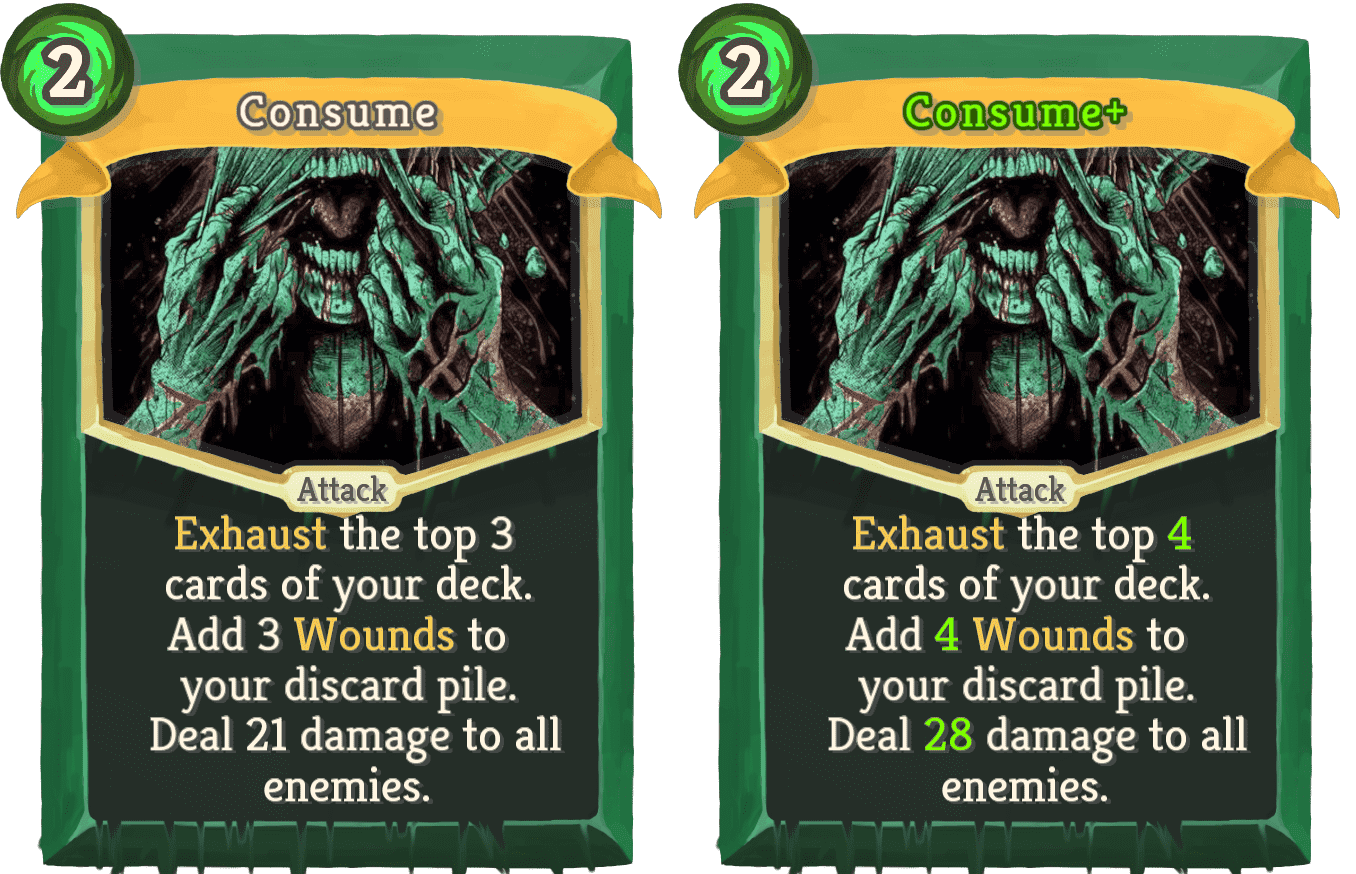 2
Consume
Attack
Exhaust the top 3
cards of your deck.
Add 3 Wounds to
your discard pile.
Deal 21 damage to all
enemies.
2
Consume+
Attack
Exhaust the top 4
cards of your deck.
Add 4 Wounds to
your discard pile.
Deal 28 damage to all
enemies.